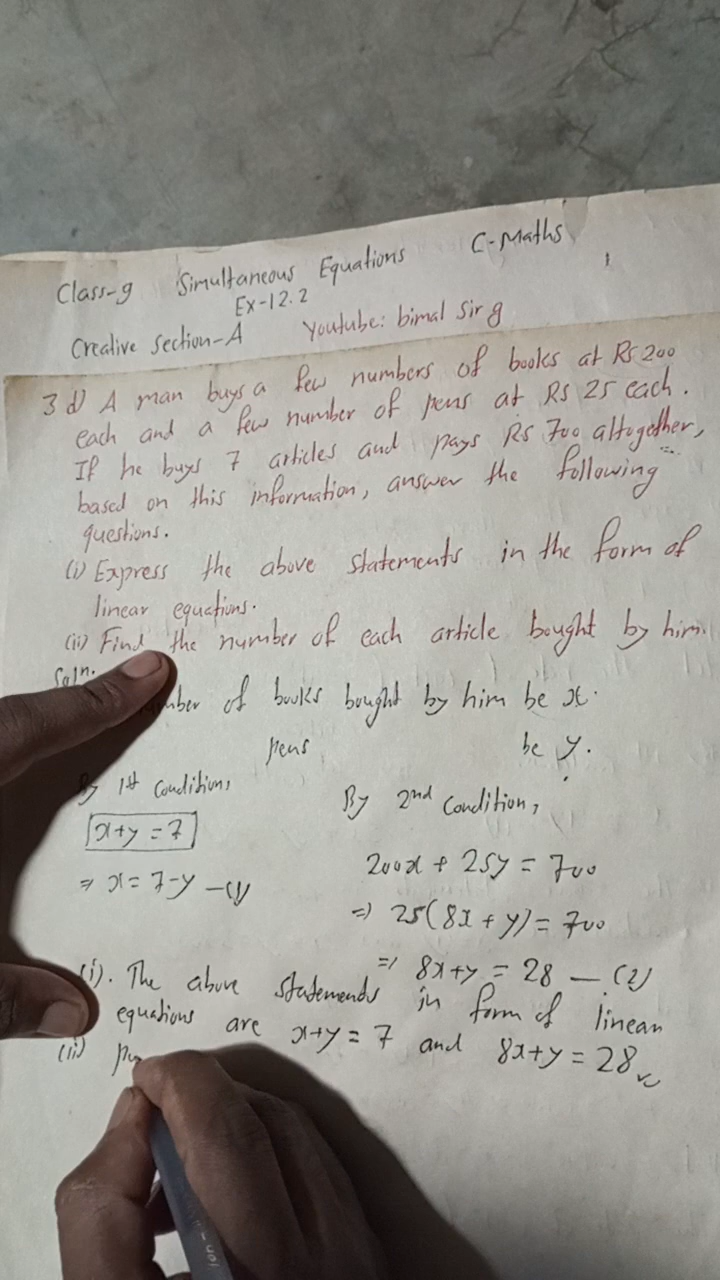 Class-9 Simultaneous Equations C-Maths
Ex-12.2
Creative Section-A Youtube: bimal Sir g
3 d) A man buys a few numbers of books at Rs 200
each and a few number of pens at Rs 25 each.
If he buys 7 articles and pays Rs 700 altogether,
based on this information, answer the following
questions.
(i) Express the above statements in the form of
linear equations.
(ii) Find the number of each article bought by him.
Soln.
of books bought by him be x.
pens be y.
By 1st condition,
x+y=7
⇒ x=7-y -(1)
By 2nd condition,
200x + 25y = 700
⇒ 25(8x+y)=700
⇒ 8x+y = 28 - (2)
(i). The above statements in form of linear
equations are x+y=7 and 8x+y=28
(ii)